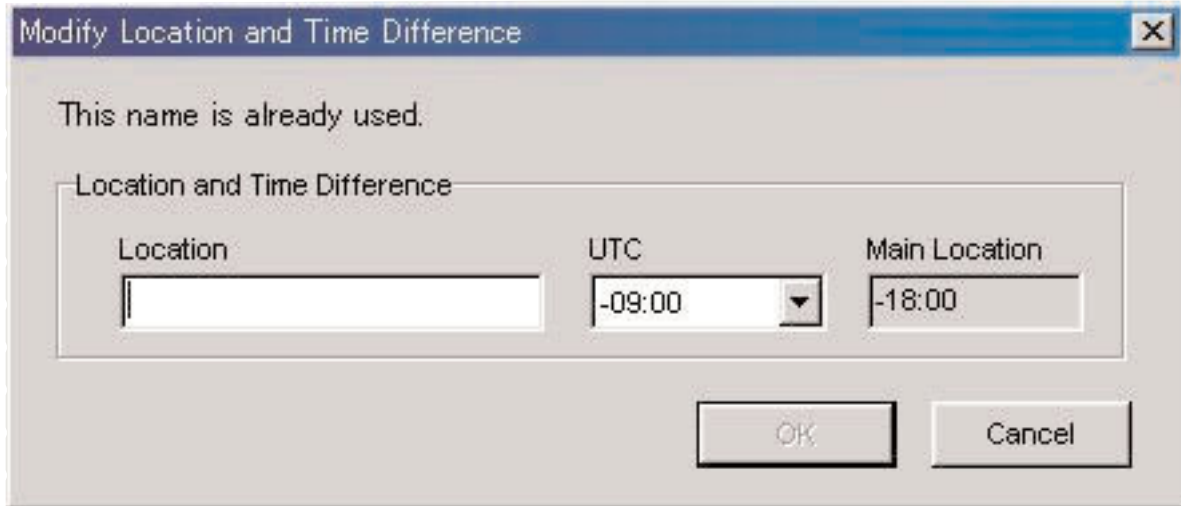 Modify Location and Time Difference
This name is already used.
Location and Time Difference
Location UTC Main Location
-09:00 -18:00
OK Cancel